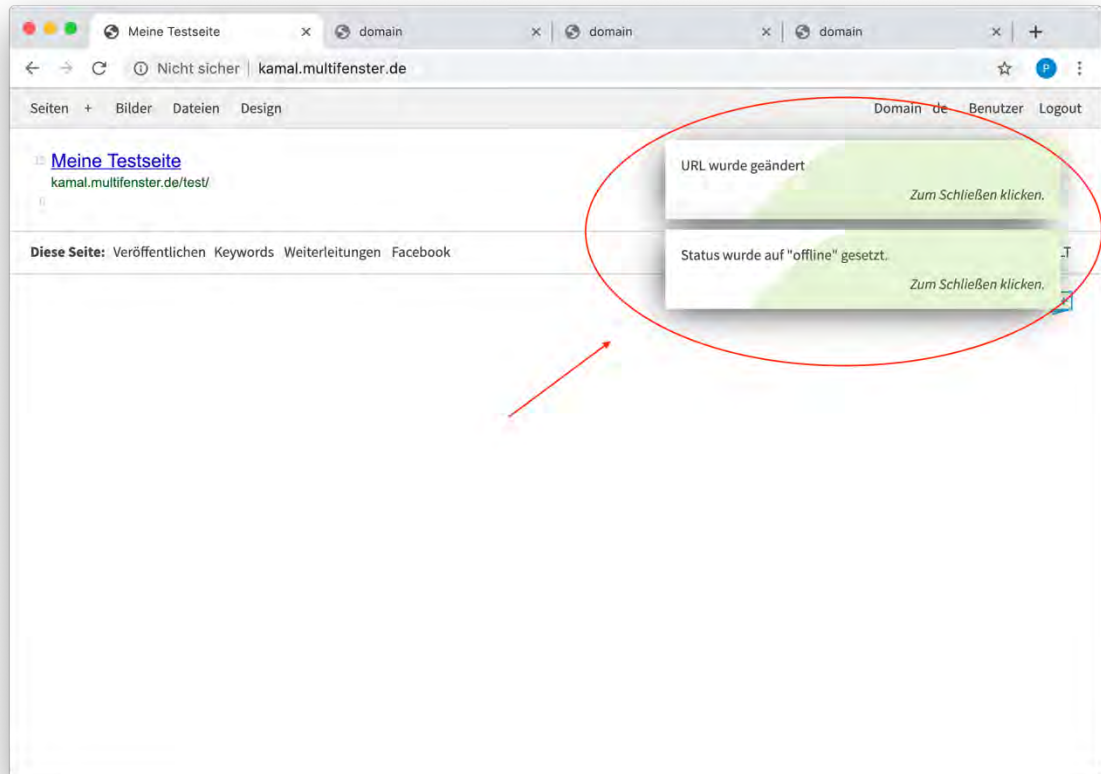 Meine Testseite
domain
domain
domain
Nicht sicher | kamal.multifenster.de
P
Seiten + Bilder Dateien Design
Domain de Benutzer Logout
15 Meine Testseite
kamal.multifenster.de/test/
URL wurde geändert
Zum Schließen klicken.
Diese Seite: Veröffentlichen Keywords Weiterleitungen Facebook
Status wurde auf "offline" gesetzt.
Zum Schließen klicken.